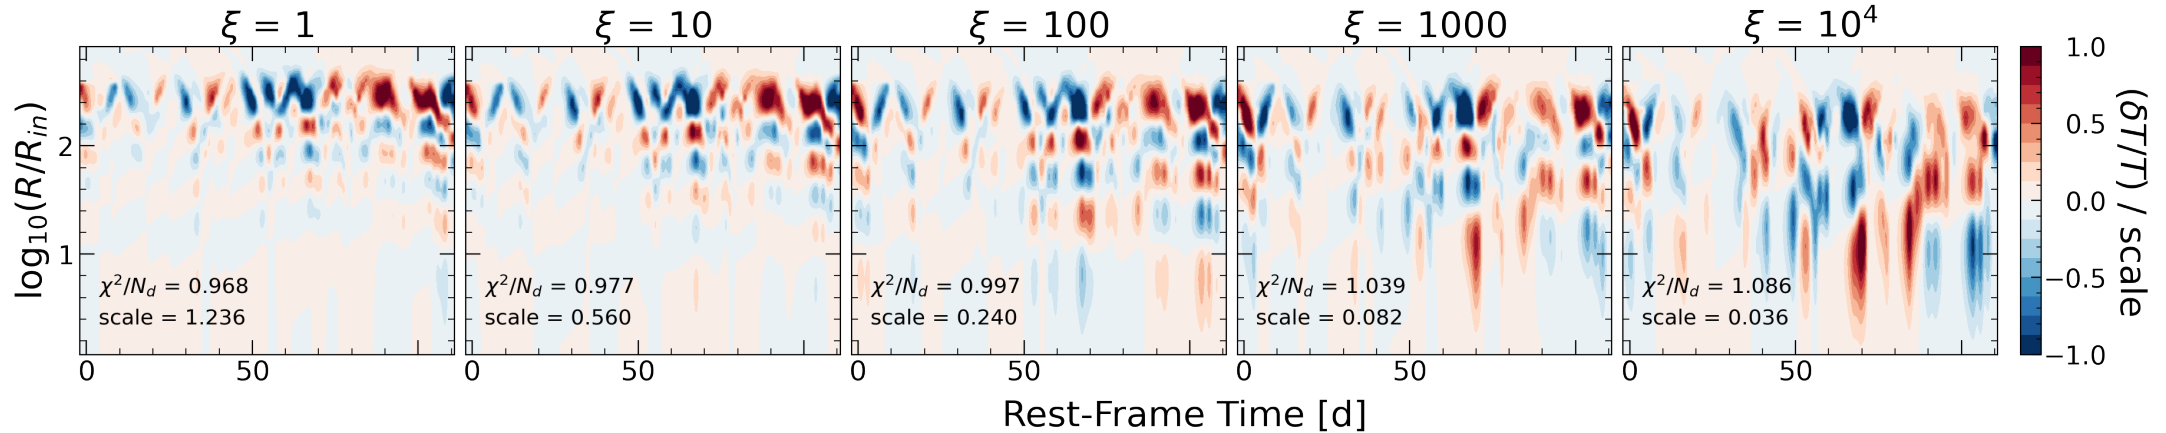 ξ = 1
ξ = 10
ξ = 100
ξ = 1000
ξ = 10⁴
log₁₀(R/Rᵢₙ)
2
1
χ²/N_d = 0.968
scale = 1.236
χ²/N_d = 0.977
scale = 0.560
χ²/N_d = 0.997
scale = 0.240
χ²/N_d = 1.039
scale = 0.082
χ²/N_d = 1.086
scale = 0.036
0 50
0 50
0 50
0 50
0 50
Rest-Frame Time [d]
1.0
0.5
0.0
−0.5
−1.0
(δT/T) / scale